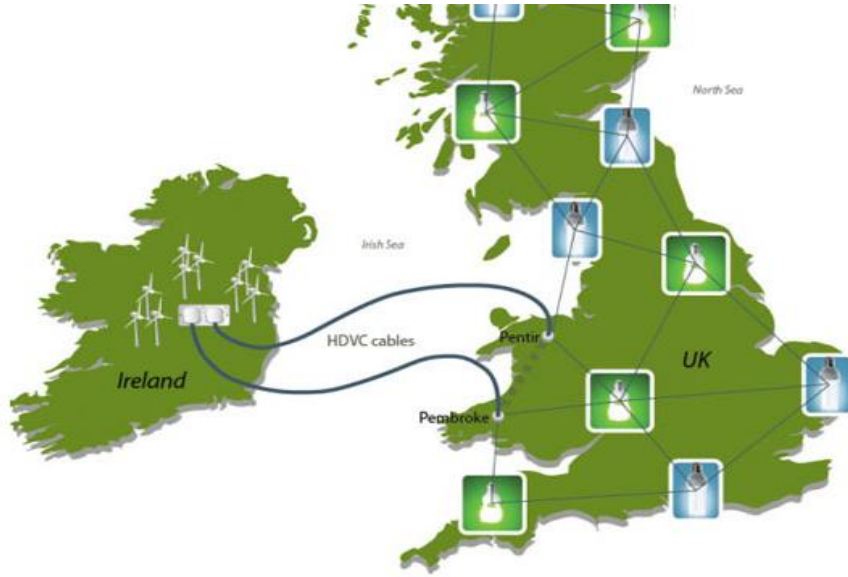 North Sea
Irish Sea
Pentir
HDVC cables
UK
Ireland
Pembroke